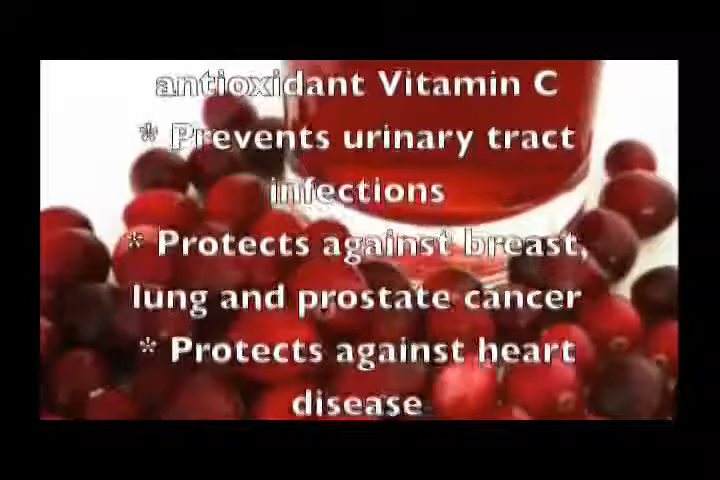 antioxidant Vitamin C
* Prevents urinary tract
infections
* Protects against breast,
lung and prostate cancer
* Protects against heart
disease